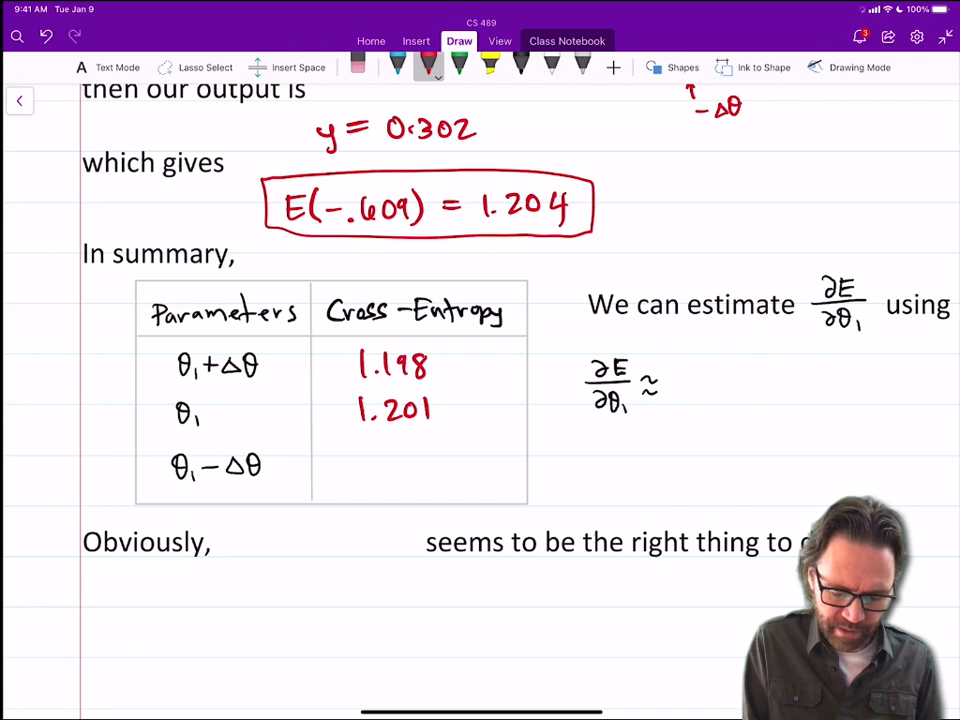 9:41 AM Tue Jan 9
100%
CS 489
Home Insert Draw View Class Notebook
3
A Text Mode Lasso Select Insert Space Shapes Ink to Shape Drawing Mode
then our output is
-Δθ
y = 0.302
which gives
E(-.609) = 1.204
In summary,
Parameters Cross-Entropy
θ₁+Δθ 1.198
θ₁ 1.201
θ₁-Δθ
We can estimate ∂E/∂θ₁ using
∂E/∂θ₁ ≈
Obviously, seems to be the right thing to